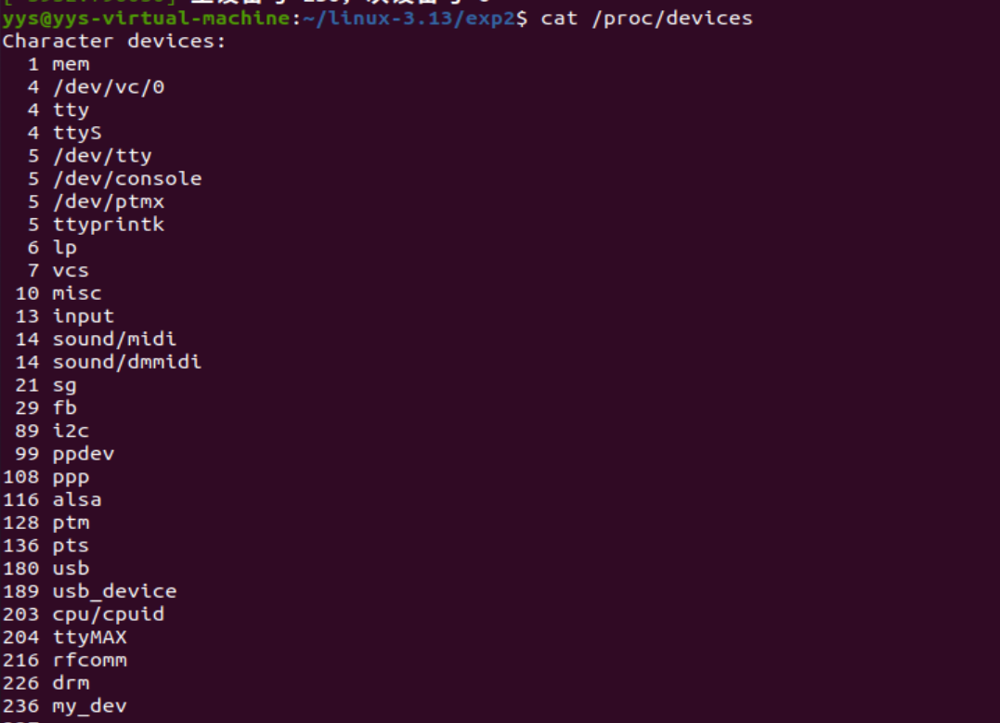 yys@yys-virtual-machine:~/linux-3.13/exp2$ cat /proc/devices
Character devices:
  1 mem
  4 /dev/vc/0
  4 tty
  4 ttyS
  5 /dev/tty
  5 /dev/console
  5 /dev/ptmx
  5 ttyprintk
  6 lp
  7 vcs
 10 misc
 13 input
 14 sound/midi
 14 sound/dmmidi
 21 sg
 29 fb
 89 i2c
 99 ppdev
108 ppp
116 alsa
128 ptm
136 pts
180 usb
189 usb_device
203 cpu/cpuid
204 ttyMAX
216 rfcomm
226 drm
236 my_dev